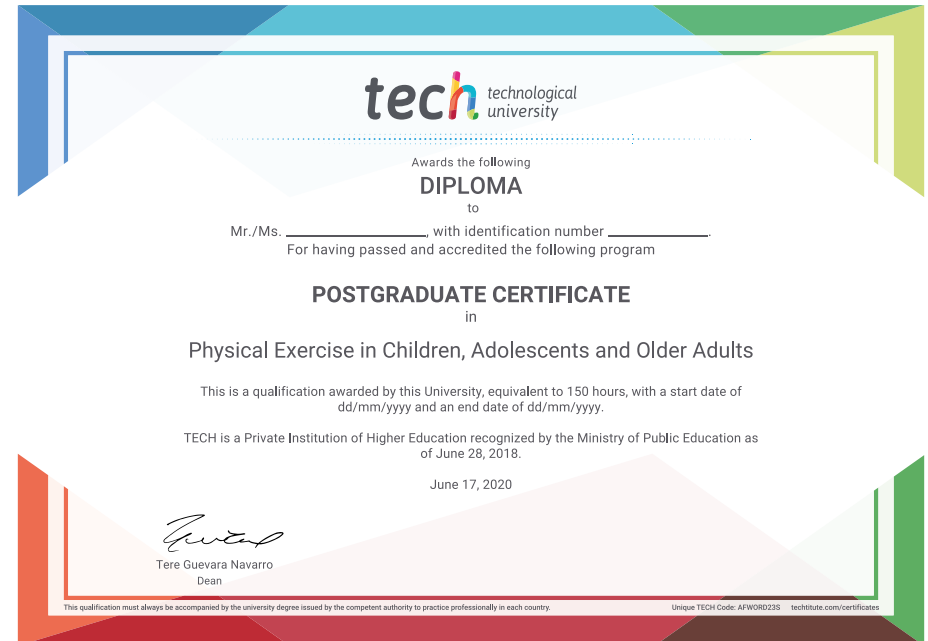 tech technological
university
Awards the following
DIPLOMA
to
Mr./Ms. ____________, with identification number ____________.
For having passed and accredited the following program
POSTGRADUATE CERTIFICATE
in
Physical Exercise in Children, Adolescents and Older Adults
This is a qualification awarded by this University, equivalent to 150 hours, with a start date of
dd/mm/yyyy and an end date of dd/mm/yyyy.
TECH is a Private Institution of Higher Education recognized by the Ministry of Public Education as
of June 28, 2018.
June 17, 2020
Tere Guevara Navarro
Dean
This qualification must always be accompanied by the university degree issued by the competent authority to practice professionally in each country.
Unique TECH Code: AFWORD23S techtitute.com/certificates